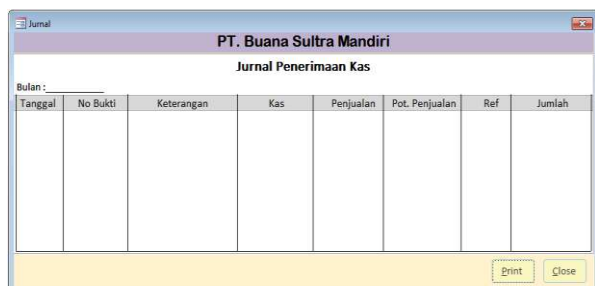 Jurnal
PT. Buana Sultra Mandiri
Jurnal Penerimaan Kas
Bulan :__________
Tanggal No Bukti Keterangan Kas Penjualan Pot. Penjualan Ref Jumlah
Print Close